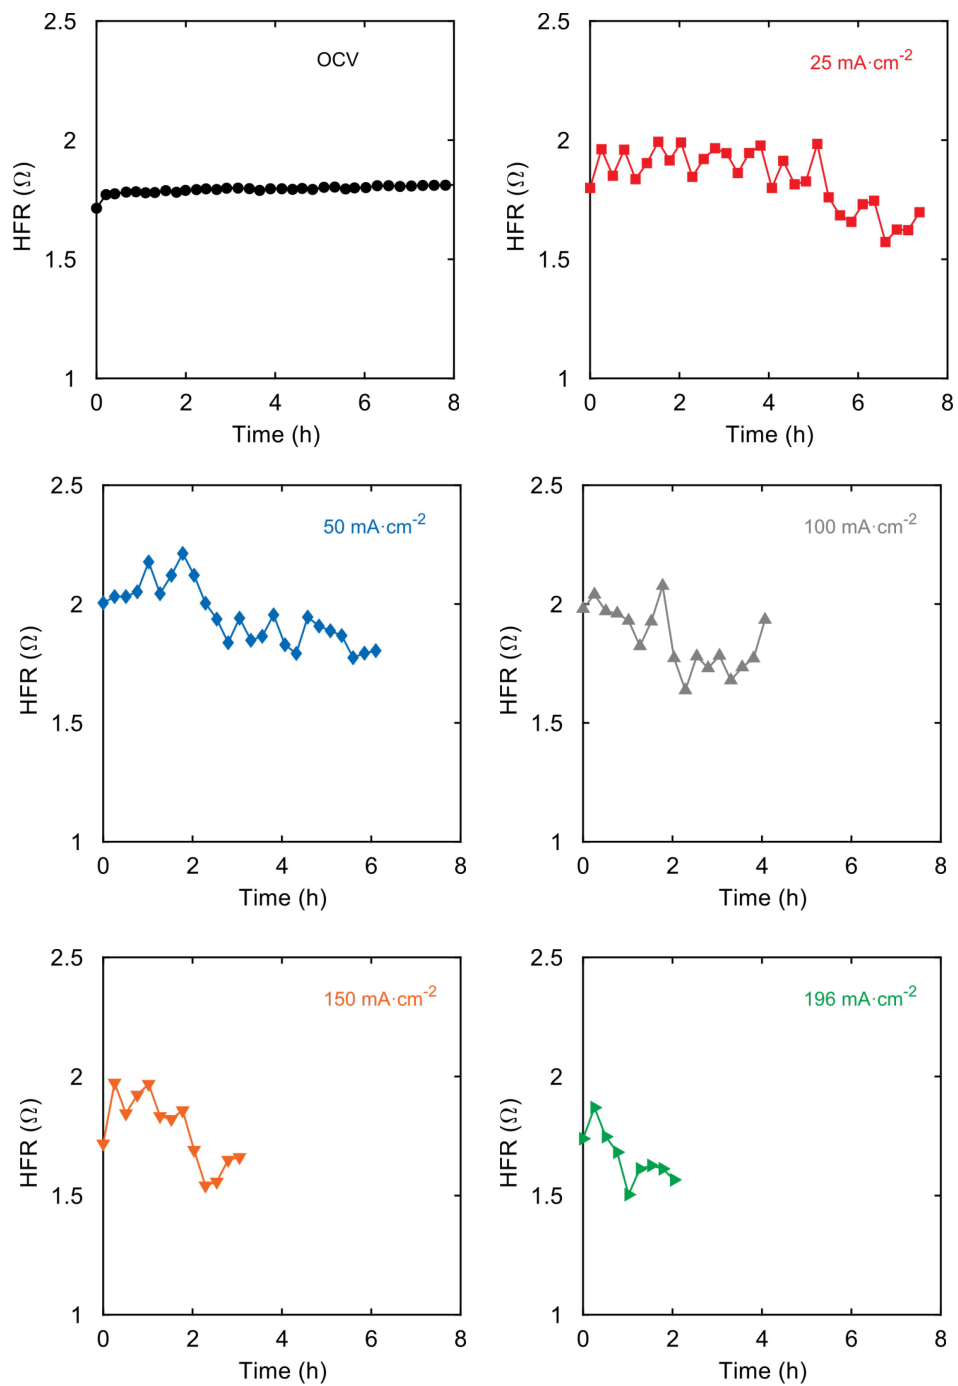 2.5
2
1.5
1
HFR (Ω)
OCV
0 2 4 6 8
Time (h)
2.5
2
1.5
1
HFR (Ω)
25 mA·cm⁻²
0 2 4 6 8
Time (h)
2.5
2
1.5
1
HFR (Ω)
50 mA·cm⁻²
0 2 4 6 8
Time (h)
2.5
2
1.5
1
HFR (Ω)
100 mA·cm⁻²
0 2 4 6 8
Time (h)
2.5
2
1.5
1
HFR (Ω)
150 mA·cm⁻²
0 2 4 6 8
Time (h)
2.5
2
1.5
1
HFR (Ω)
196 mA·cm⁻²
0 2 4 6 8
Time (h)